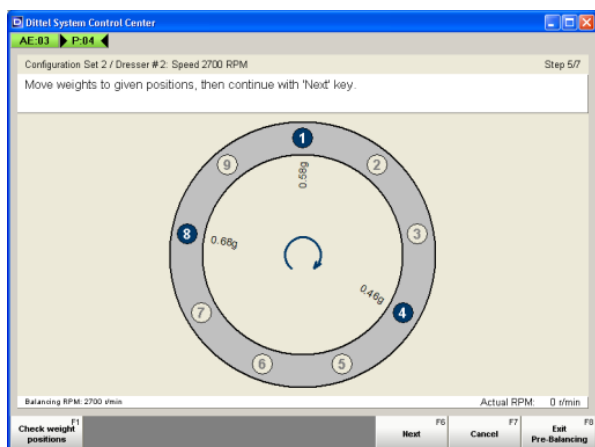 Dittel System Control Center
AE:03 P:04
Configuration Set 2 / Dresser #2: Speed 2700 RPM Step 5/7
Move weights to given positions, then continue with 'Next' key.
1
9 2
0.58g
8 3
0.68g
0.46g
7 4
6 5
Balancing RPM: 2700 r/min Actual RPM: 0 r/min
F1 F6 F7 F8
Check weight positions Next Cancel Exit Pre-Balancing